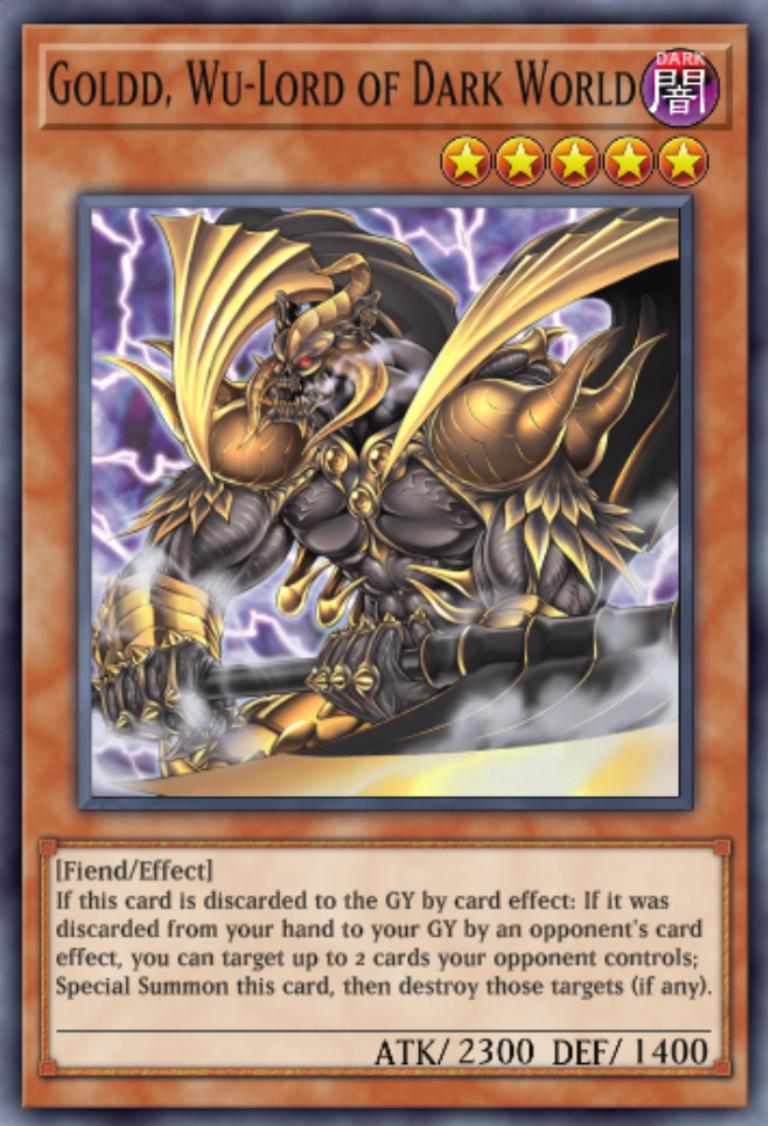 Goldd, Wu-Lord of Dark World
DARK
闇
[Fiend/Effect]
If this card is discarded to the GY by card effect: If it was
discarded from your hand to your GY by an opponent's card
effect, you can target up to 2 cards your opponent controls;
Special Summon this card, then destroy those targets (if any).
ATK/ 2300 DEF/ 1400